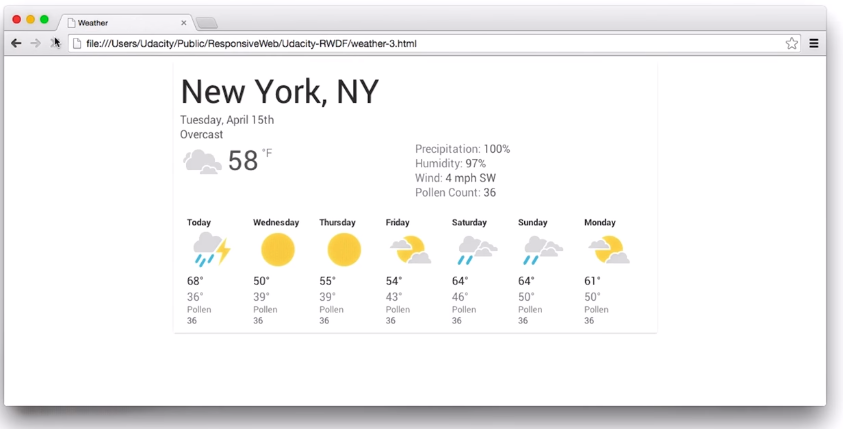 Weather
file:///Users/Udacity/Public/ResponsiveWeb/Udacity-RWDF/weather-3.html
New York, NY
Tuesday, April 15th
Overcast
58 °F
Precipitation: 100%
Humidity: 97%
Wind: 4 mph SW
Pollen Count: 36
Today Wednesday Thursday Friday Saturday Sunday Monday
68° 50° 55° 54° 64° 64° 61°
36° 39° 39° 43° 46° 50° 50°
Pollen Pollen Pollen Pollen Pollen Pollen Pollen
36 36 36 36 36 36 36